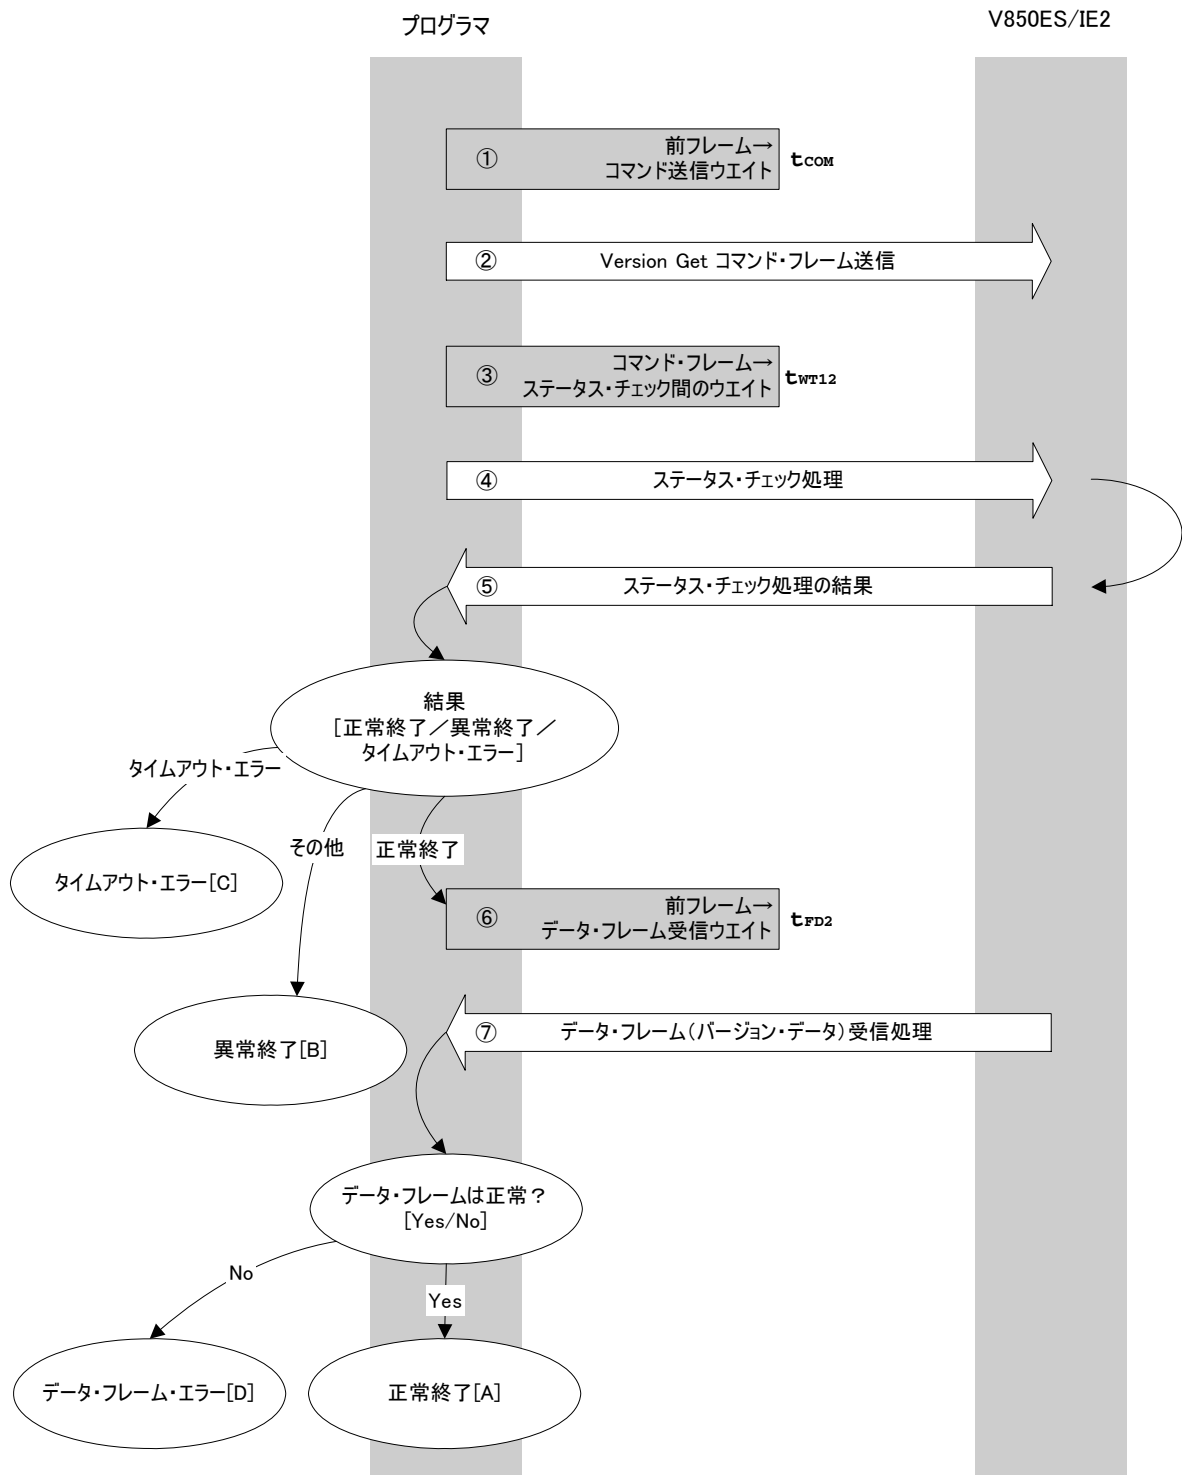 プログラマ
V850ES/IE2
① 前フレーム→
コマンド送信ウエイト
tCOM
② Version Get コマンド・フレーム送信
③ コマンド・フレーム→
ステータス・チェック間のウエイト
tWT12
④ ステータス・チェック処理
⑤ ステータス・チェック処理の結果
結果
[正常終了／異常終了／
タイムアウト・エラー]
タイムアウト・エラー
その他
正常終了
タイムアウト・エラー[C]
⑥ 前フレーム→
データ・フレーム受信ウエイト
tFD2
異常終了[B]
⑦ データ・フレーム（バージョン・データ）受信処理
データ・フレームは正常？
[Yes/No]
No
Yes
データ・フレーム・エラー[D]
正常終了[A]